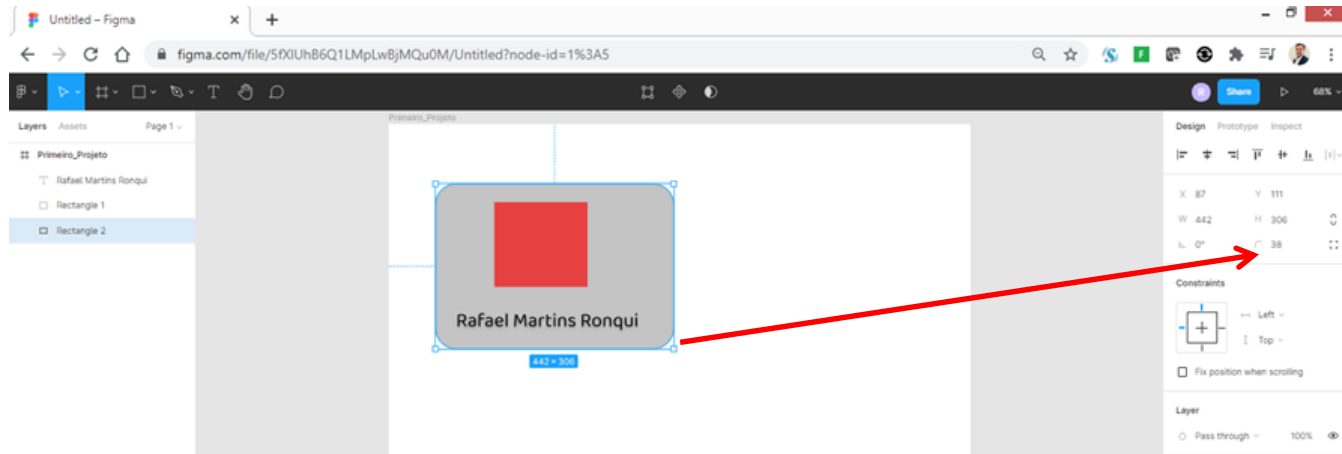 Untitled – Figma
figma.com/file/5fXIUhB6Q1LMpLwBjMQu0M/Untitled?node-id=1%3A5
R
Share
68%
Layers Assets Page 1
Primeiro_Projeto
Design Prototype Inspect
Primeiro_Projeto
Rafael Martins Ronqui
Rectangle 1
Rectangle 2
X 87 Y 111
W 442 H 306
0° 38
Rafael Martins Ronqui
442 × 306
Constraints
Left
Top
Fix position when scrolling
Layer
Pass through 100%